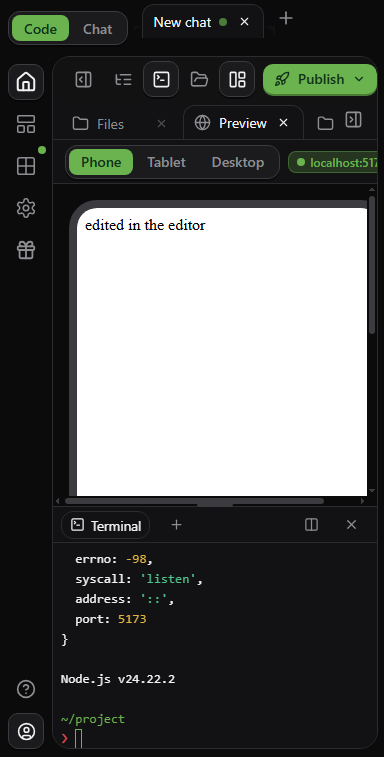 Code Chat New chat
Publish
Files Preview
Phone Tablet Desktop localhost:517
edited in the editor
Terminal
errno: -98,
syscall: 'listen',
address: '::',
port: 5173
}
Node.js v24.22.2
~/project
❯